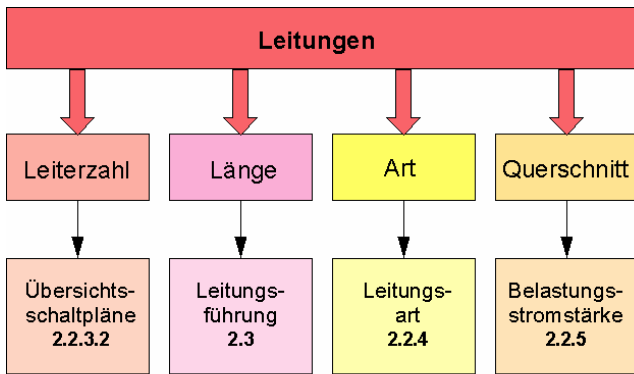 Leitungen
Leiterzahl
Länge
Art
Querschnitt
Übersichts-
schaltpläne
2.2.3.2
Leitungs-
führung
2.3
Leitungs-
art
2.2.4
Belastungs-
stromstärke
2.2.5